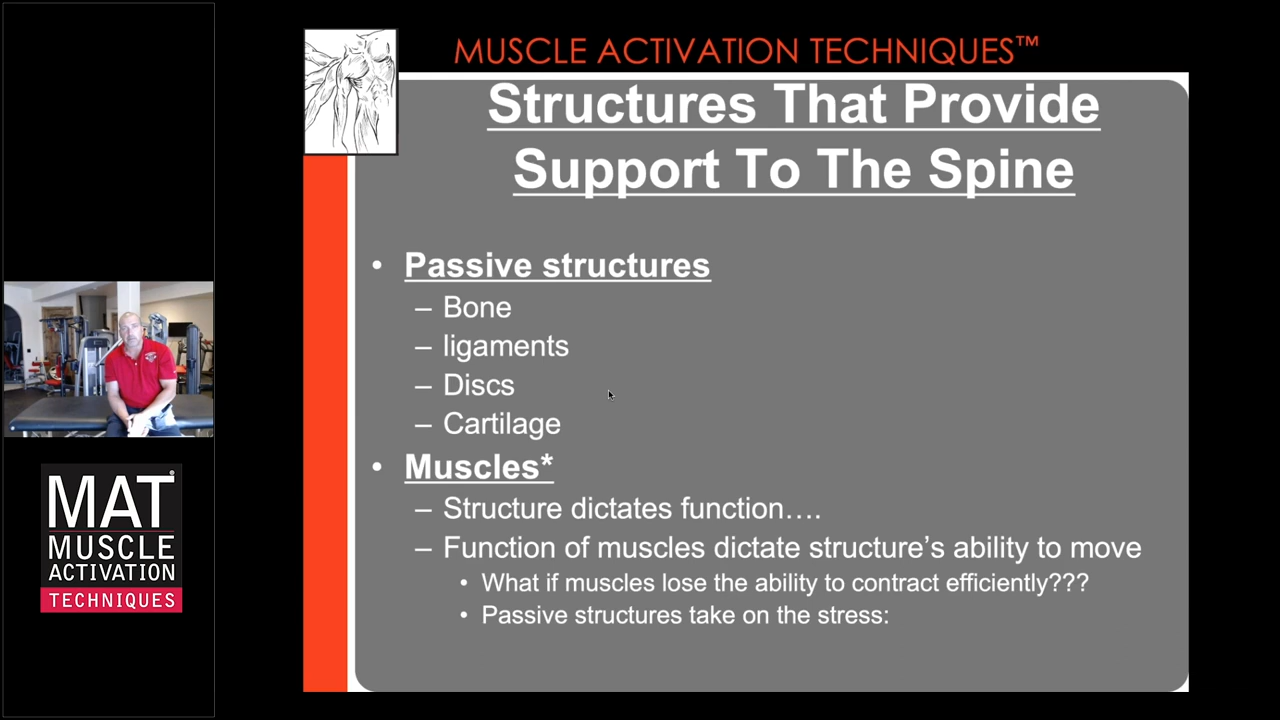 MUSCLE ACTIVATION TECHNIQUES™
Structures That Provide
Support To The Spine
• Passive structures
– Bone
– ligaments
– Discs
– Cartilage
• Muscles*
– Structure dictates function….
– Function of muscles dictate structure’s ability to move
• What if muscles lose the ability to contract efficiently???
• Passive structures take on the stress:
MAT®
MUSCLE
ACTIVATION
TECHNIQUES